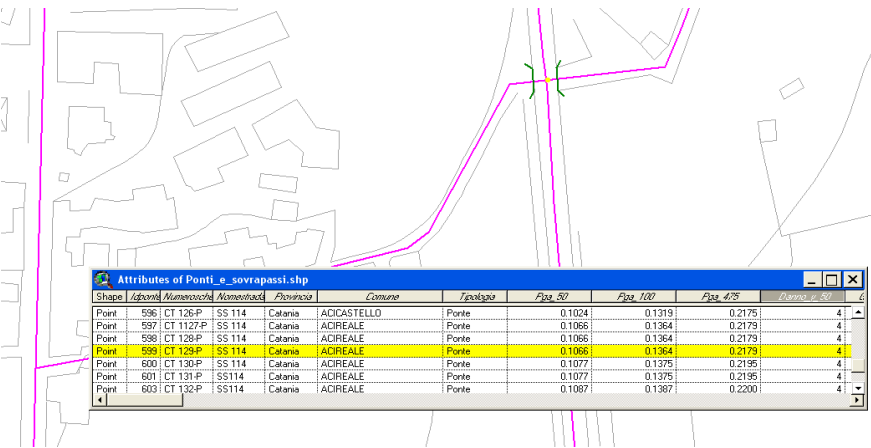 Attributes of Ponti_e_sovrapassi.shp
Shape Idponte Numerosche Nomestrada Provincia Comune Tipologia Pga_50 Pga_100 Pga_475 Danno_v_50 G
Point 596 CT 126-P SS 114 Catania ACICASTELLO Ponte 0.1024 0.1319 0.2175 4
Point 597 CT 1127-P SS 114 Catania ACIREALE Ponte 0.1066 0.1364 0.2179 4
Point 598 CT 128-P SS 114 Catania ACIREALE Ponte 0.1066 0.1364 0.2179 4
Point 599 CT 129-P SS 114 Catania ACIREALE Ponte 0.1066 0.1364 0.2179 4
Point 600 CT 130-P SS114 Catania ACIREALE Ponte 0.1077 0.1375 0.2195 4
Point 601 CT 131-P SS114 Catania ACIREALE Ponte 0.1077 0.1375 0.2195 4
Point 603 CT 132-P SS114 Catania ACIREALE Ponte 0.1087 0.1387 0.2200 4